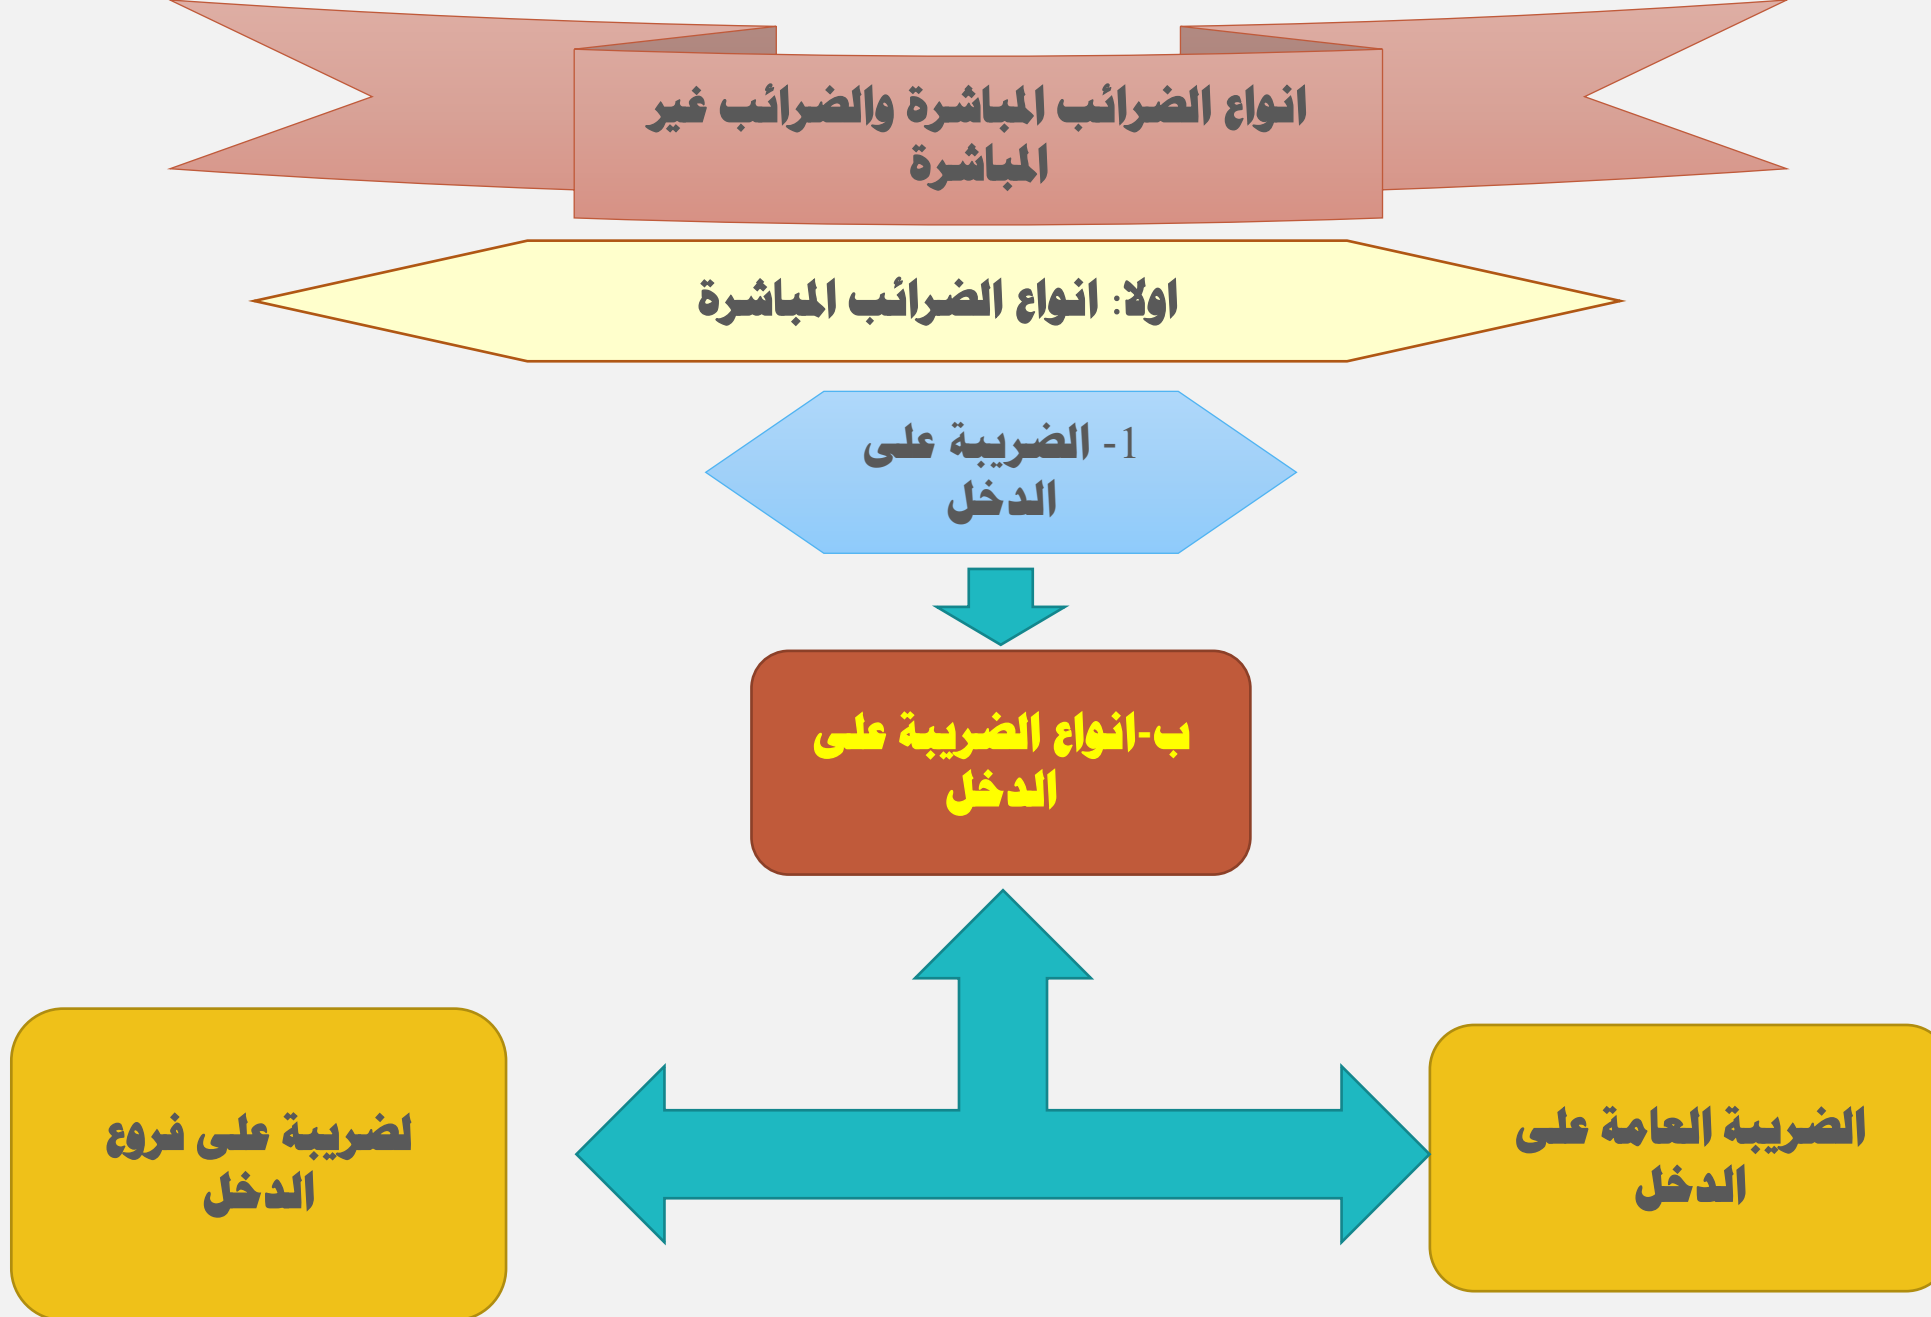 انواع الضرائب المباشرة والضرائب غير
المباشرة
اولا: انواع الضرائب المباشرة
1- الضريبة على
الدخل
ب-انواع الضريبة على
الدخل
الضريبة العامة على
الدخل
لضريبة على فروع
الدخل